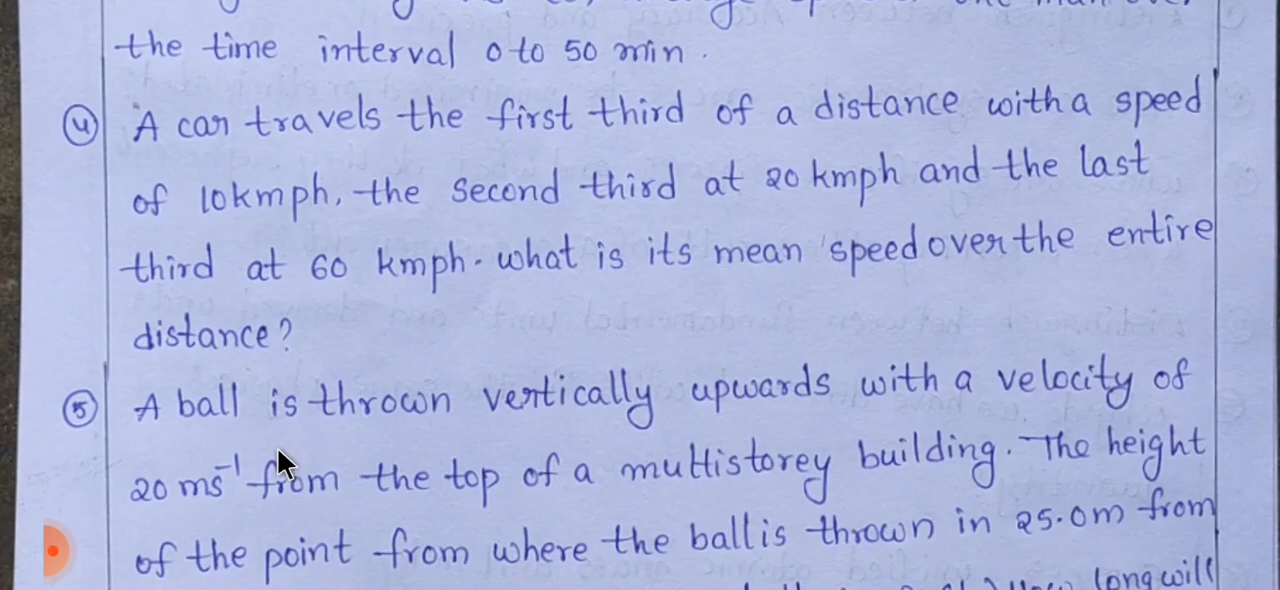 the time interval 0 to 50 min.
④ A car travels the first third of a distance with a speed
of 10kmph, the second third at 20 kmph and the last
third at 60 kmph. what is its mean speed over the entire
distance?
⑤ A ball is thrown vertically upwards with a velocity of
20 ms⁻¹ from the top of a multistorey building. The height
of the point from where the ball is thrown in 25.0m from
long will